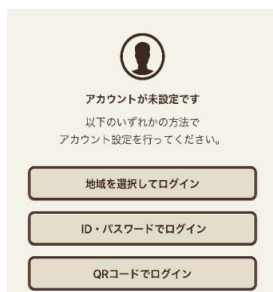 アカウントが未設定です
以下のいずれかの方法で
アカウント設定を行ってください。
地域を選択してログイン
ID・パスワードでログイン
QRコードでログイン